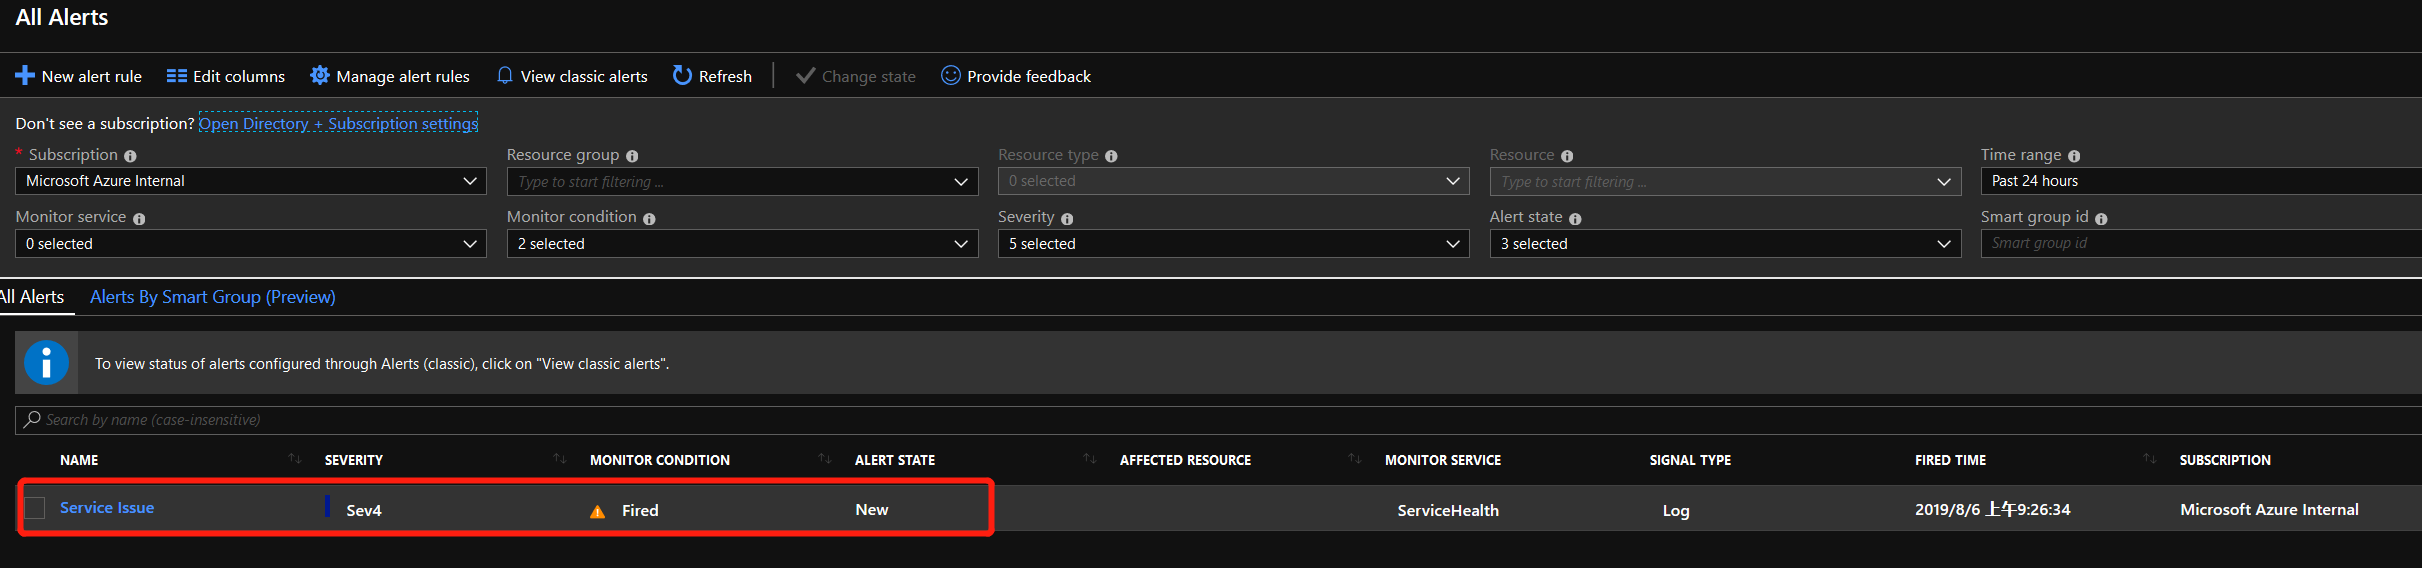 All Alerts
New alert rule Edit columns Manage alert rules View classic alerts Refresh Change state Provide feedback
Don't see a subscription? Open Directory + Subscription settings
* Subscription Resource group Resource type Resource Time range
Microsoft Azure Internal Type to start filtering ... 0 selected Type to start filtering ... Past 24 hours
Monitor service Monitor condition Severity Alert state Smart group id
0 selected 2 selected 5 selected 3 selected Smart group id
All Alerts Alerts By Smart Group (Preview)
To view status of alerts configured through Alerts (classic), click on "View classic alerts".
Search by name (case-insensitive)
NAME SEVERITY MONITOR CONDITION ALERT STATE AFFECTED RESOURCE MONITOR SERVICE SIGNAL TYPE FIRED TIME SUBSCRIPTION
Service Issue Sev4 Fired New ServiceHealth Log 2019/8/6 上午9:26:34 Microsoft Azure Internal